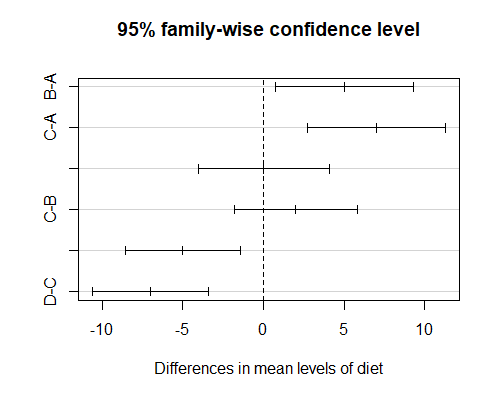 95% family-wise confidence level
B-A
C-A
C-B
D-C
-10 -5 0 5 10
Differences in mean levels of diet